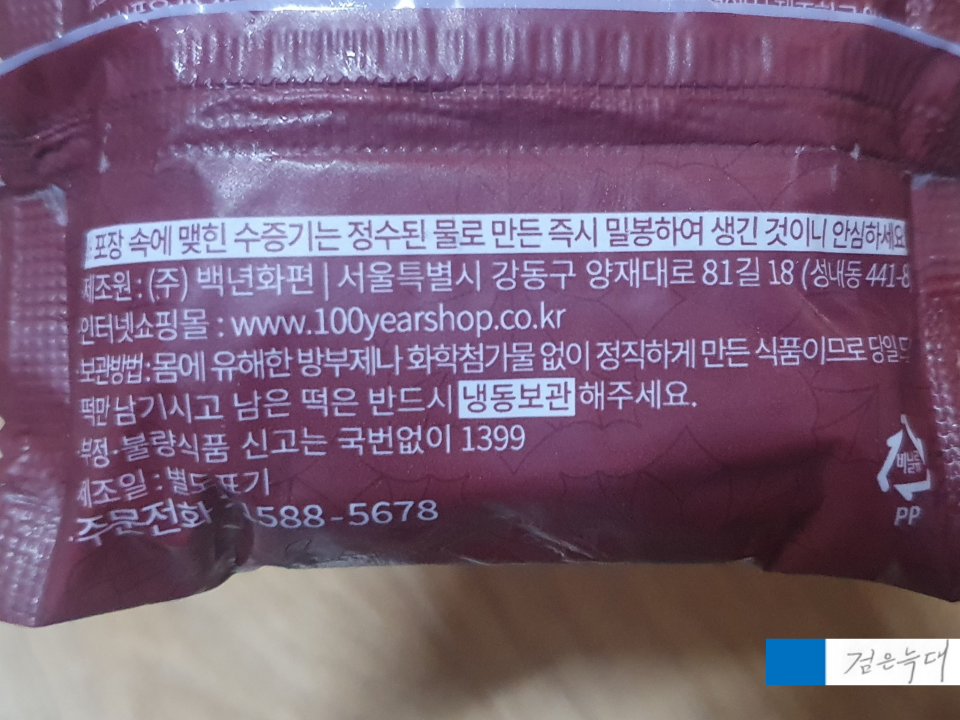 포장 속에 맺힌 수증기는 정수된 물로 만든 즉시 밀봉하여 생긴 것이니 안심하세요
제조원 : (주) 백년화편 | 서울특별시 강동구 양재대로 81길 18 (성내동 441-8
인터넷쇼핑몰 : www.100yearshop.co.kr
보관방법 : 몸에 유해한 방부제나 화학첨가물 없이 정직하게 만든 식품이므로 당일 드
떡만 남기시고 남은 떡은 반드시 냉동보관 해주세요.
부정·불량식품 신고는 국번없이 1399
제조일 : 별도표기
주문전화 1588-5678
비닐류
PP
검은늑대